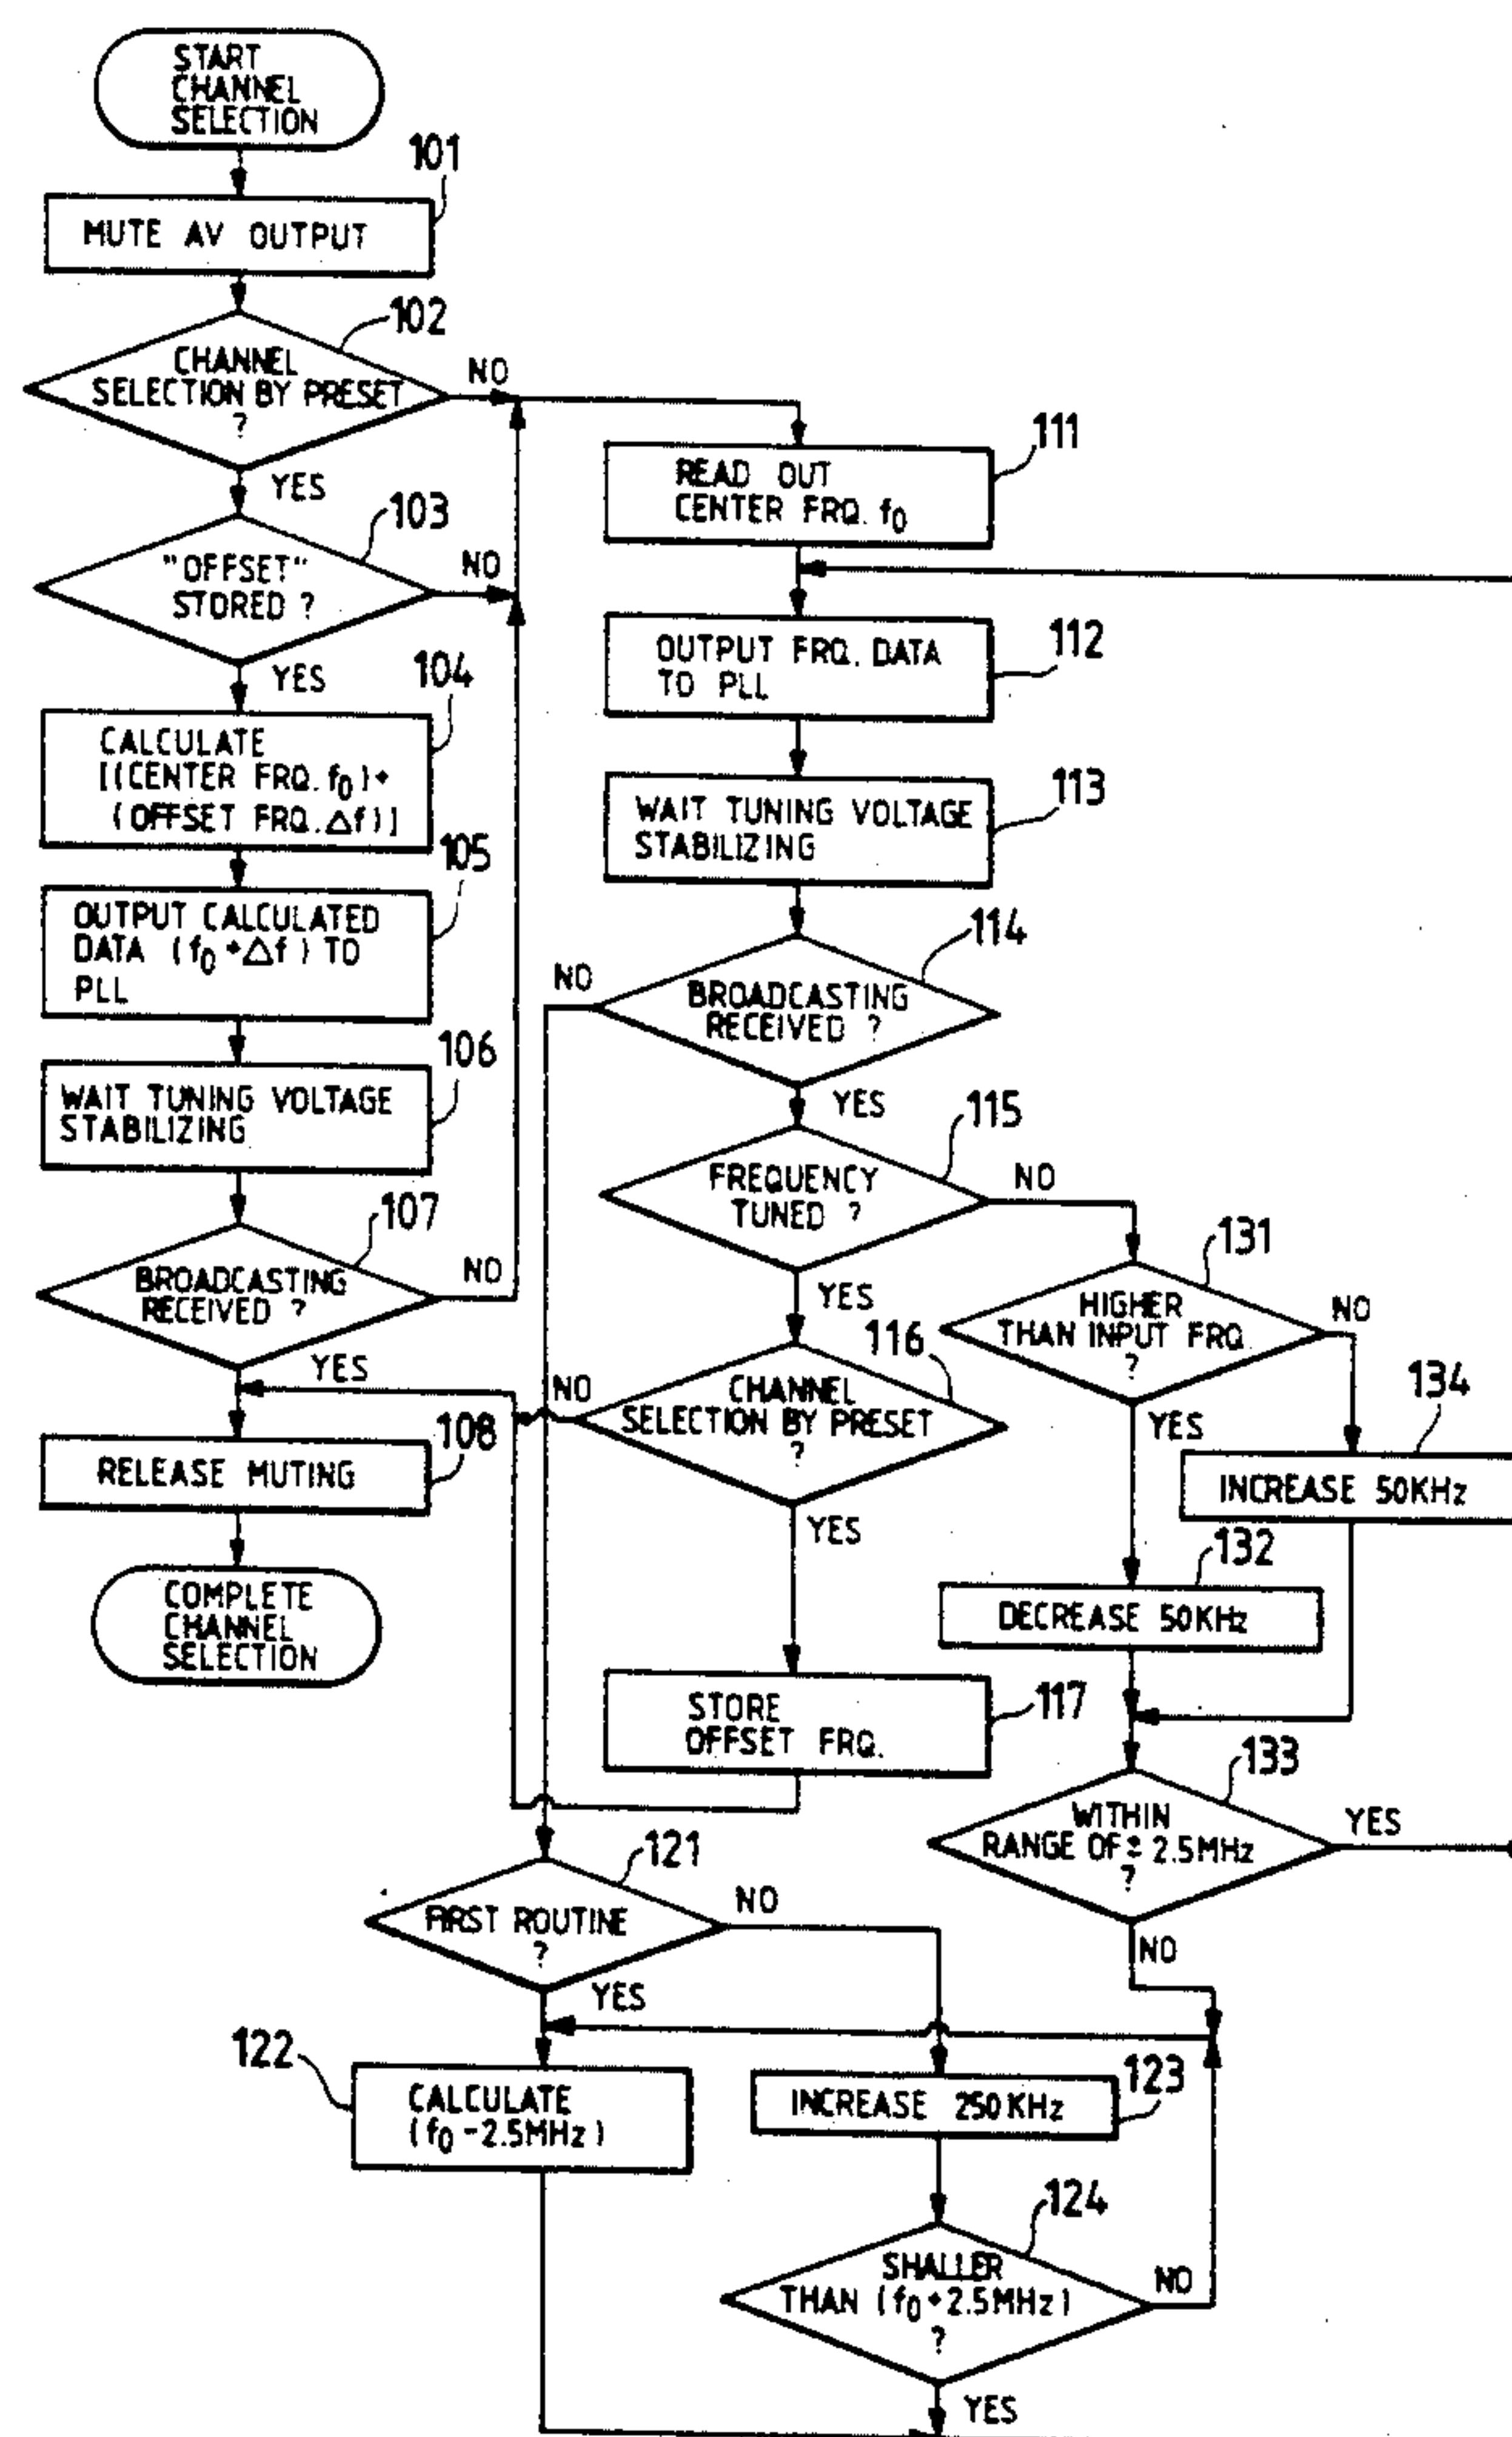 START
CHANNEL
SELECTION
101
MUTE AV OUTPUT
102
CHANNEL
SELECTION BY PRESET
?
NO
YES
103
"OFFSET"
STORED ?
NO
YES
104
CALCULATE
[(CENTER FRQ. f0)+
(OFFSET FRQ. Δf)]
105
OUTPUT CALCULATED
DATA (f0+Δf) TO
PLL
106
WAIT TUNING VOLTAGE
STABILIZING
107
BROADCASTING
RECEIVED ?
NO
YES
108
RELEASE MUTING
COMPLETE
CHANNEL
SELECTION
111
READ OUT
CENTER FRQ. f0
112
OUTPUT FRQ. DATA
TO PLL
113
WAIT TUNING VOLTAGE
STABILIZING
114
NO
BROADCASTING
RECEIVED ?
YES
115
FREQUENCY
TUNED ?
NO
YES
116
NO
CHANNEL
SELECTION BY PRESET
?
YES
117
STORE
OFFSET FRQ.
131
HIGHER
THAN INPUT FRQ.
?
NO
YES
134
INCREASE 50KHz
132
DECREASE 50KHz
133
WITHIN
RANGE OF ± 2.5MHz
?
YES
NO
121
FIRST ROUTINE
?
NO
YES
122
CALCULATE
(f0-2.5MHz)
123
INCREASE 250KHz
124
SHALLER
THAN (f0+2.5MHz)
?
NO
YES